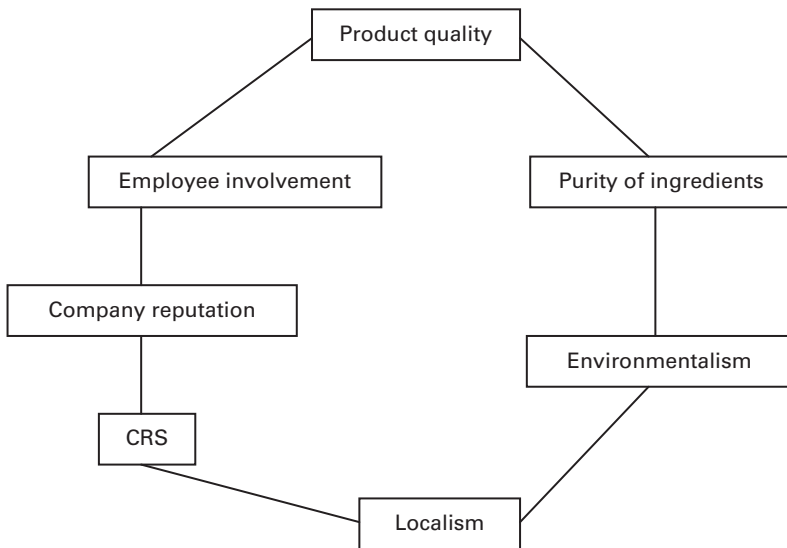 Product quality
Employee involvement
Purity of ingredients
Company reputation
Environmentalism
CRS
Localism